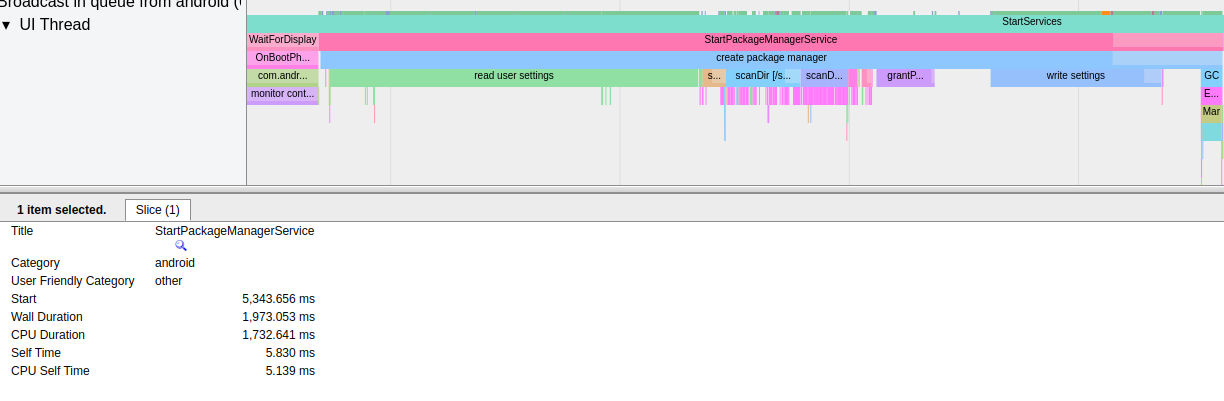 Broadcast in queue from android (
▼ UI Thread
StartServices
WaitForDisplay StartPackageManagerService
OnBootPh... create package manager
com.andr... read user settings s... scanDir [/s... scanD... grantP... write settings GC
monitor cont... E...
Mar
1 item selected. Slice (1)
Title StartPackageManagerService
Category android
User Friendly Category other
Start 5,343.656 ms
Wall Duration 1,973.053 ms
CPU Duration 1,732.641 ms
Self Time 5.830 ms
CPU Self Time 5.139 ms